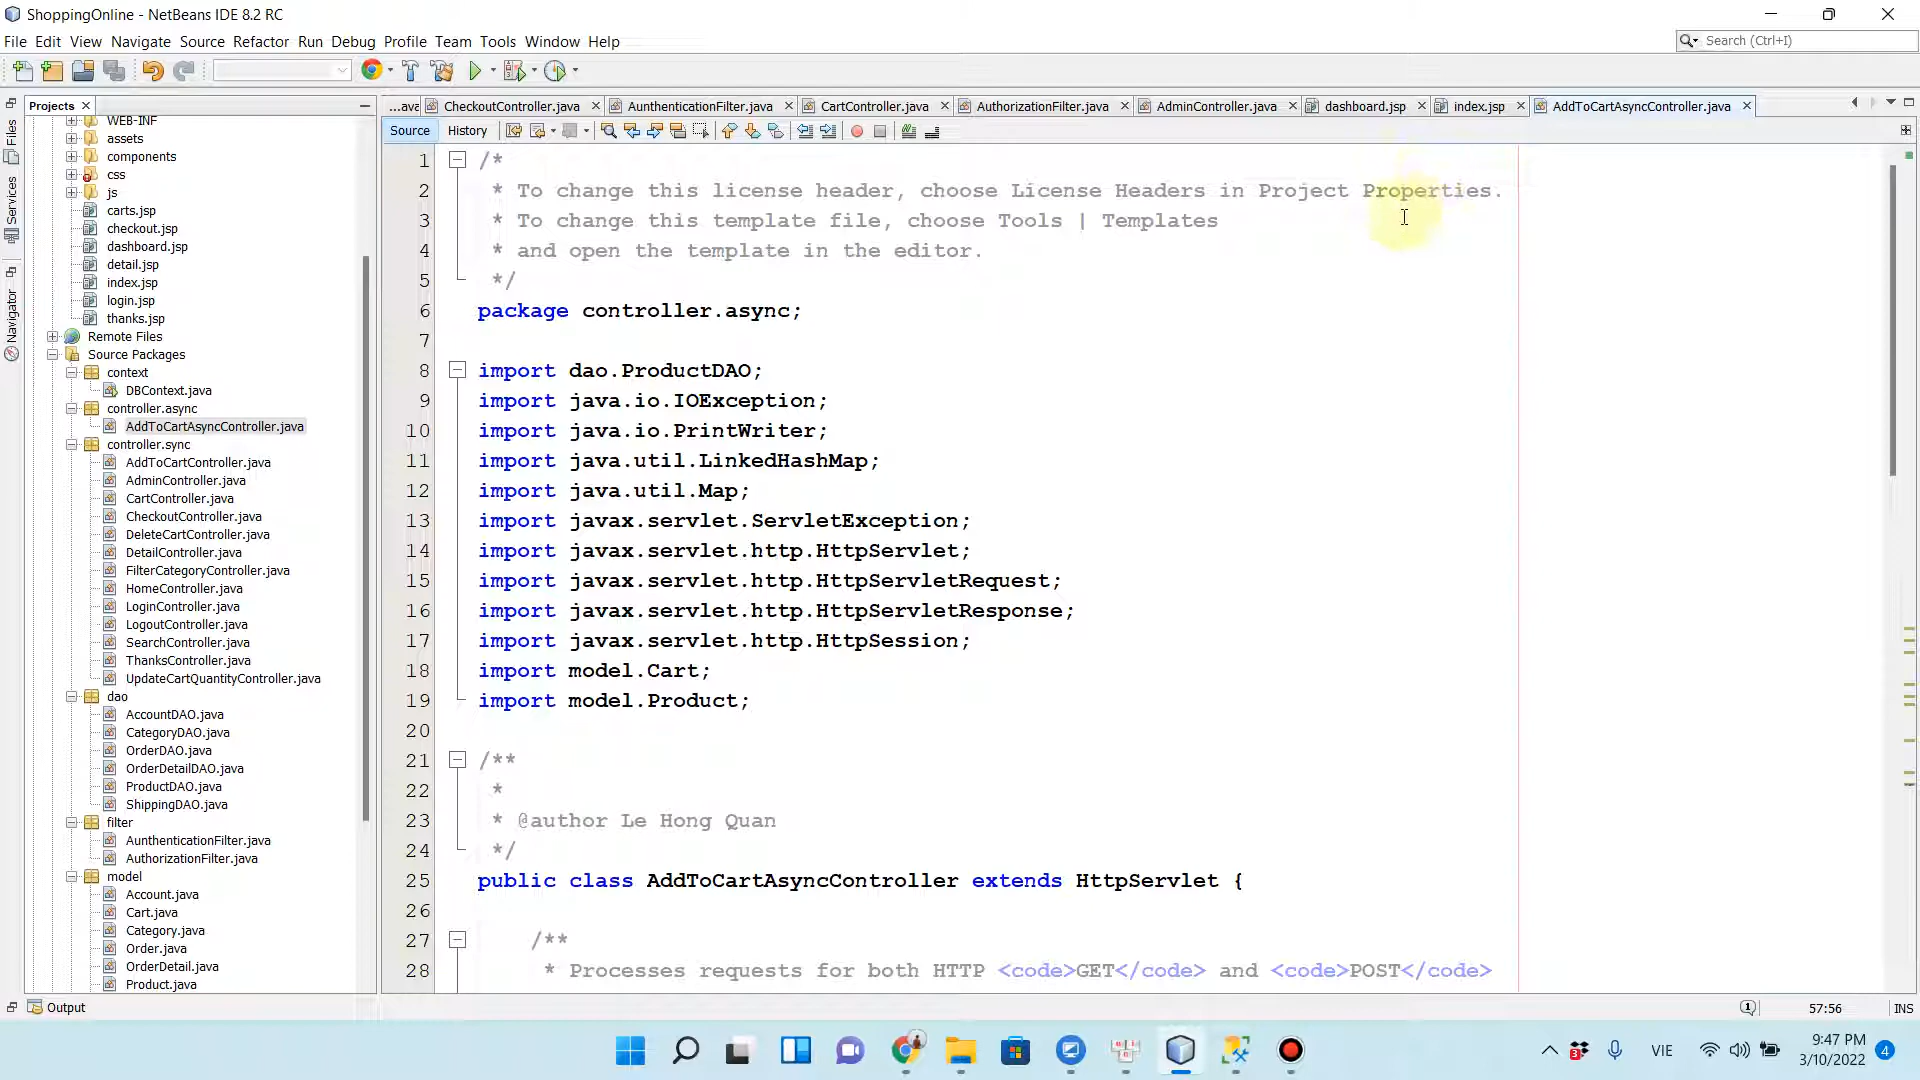 ShoppingOnline - NetBeans IDE 8.2 RC
File Edit View Navigate Source Refactor Run Debug Profile Team Tools Window Help
Search (Ctrl+I)
Projects
...ava CheckoutController.java AunthenticationFilter.java CartController.java AuthorizationFilter.java AdminController.java dashboard.jsp index.jsp AddToCartAsyncController.java
Source History
Files
Services
Navigator
WEB-INF
assets
components
css
js
carts.jsp
checkout.jsp
dashboard.jsp
detail.jsp
index.jsp
login.jsp
thanks.jsp
Remote Files
Source Packages
context
DBContext.java
controller.async
AddToCartAsyncController.java
controller.sync
AddToCartController.java
AdminController.java
CartController.java
CheckoutController.java
DeleteCartController.java
DetailController.java
FilterCategoryController.java
HomeController.java
LoginController.java
LogoutController.java
SearchController.java
ThanksController.java
UpdateCartQuantityController.java
dao
AccountDAO.java
CategoryDAO.java
OrderDAO.java
OrderDetailDAO.java
ProductDAO.java
ShippingDAO.java
filter
AunthenticationFilter.java
AuthorizationFilter.java
model
Account.java
Cart.java
Category.java
Order.java
OrderDetail.java
Product.java
1 /*
2 * To change this license header, choose License Headers in Project Properties.
3 * To change this template file, choose Tools | Templates
4 * and open the template in the editor.
5 */
6 package controller.async;
7
8 import dao.ProductDAO;
9 import java.io.IOException;
10 import java.io.PrintWriter;
11 import java.util.LinkedHashMap;
12 import java.util.Map;
13 import javax.servlet.ServletException;
14 import javax.servlet.http.HttpServlet;
15 import javax.servlet.http.HttpServletRequest;
16 import javax.servlet.http.HttpServletResponse;
17 import javax.servlet.http.HttpSession;
18 import model.Cart;
19 import model.Product;
20
21 /**
22 *
23 * @author Le Hong Quan
24 */
25 public class AddToCartAsyncController extends HttpServlet {
26
27 /**
28 * Processes requests for both HTTP <code>GET</code> and <code>POST</code>
Output
1
57:56
INS
3
VIE
9:47 PM
3/10/2022
4